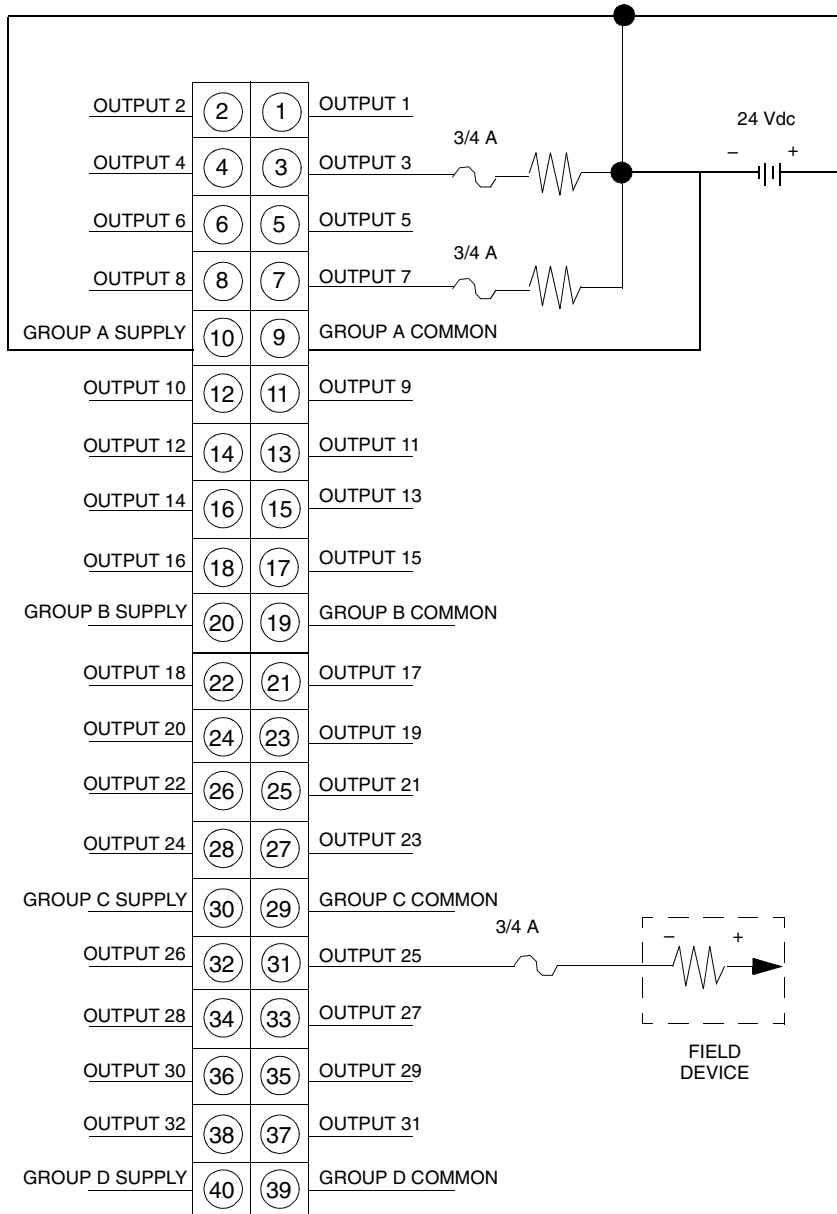 24 Vdc
– +
OUTPUT 2 2 1 OUTPUT 1
3/4 A
OUTPUT 4 4 3 OUTPUT 3
OUTPUT 6 6 5 OUTPUT 5
3/4 A
OUTPUT 8 8 7 OUTPUT 7
GROUP A SUPPLY 10 9 GROUP A COMMON
OUTPUT 10 12 11 OUTPUT 9
OUTPUT 12 14 13 OUTPUT 11
OUTPUT 14 16 15 OUTPUT 13
OUTPUT 16 18 17 OUTPUT 15
GROUP B SUPPLY 20 19 GROUP B COMMON
OUTPUT 18 22 21 OUTPUT 17
OUTPUT 20 24 23 OUTPUT 19
OUTPUT 22 26 25 OUTPUT 21
OUTPUT 24 28 27 OUTPUT 23
GROUP C SUPPLY 30 29 GROUP C COMMON
3/4 A
– +
OUTPUT 26 32 31 OUTPUT 25
OUTPUT 28 34 33 OUTPUT 27
OUTPUT 30 36 35 OUTPUT 29
FIELD
DEVICE
OUTPUT 32 38 37 OUTPUT 31
GROUP D SUPPLY 40 39 GROUP D COMMON